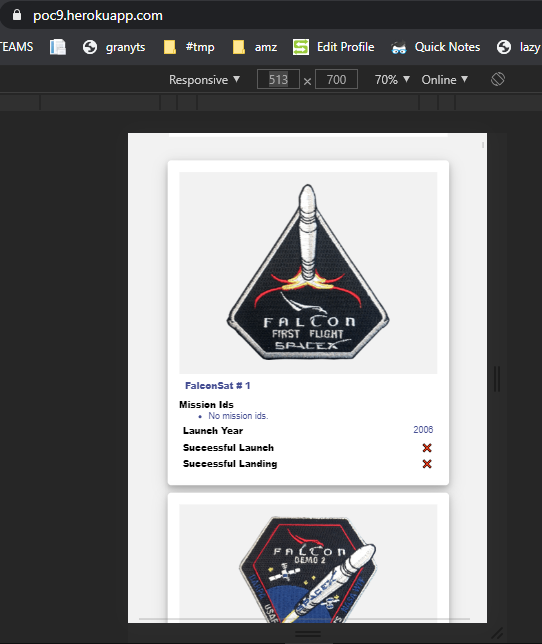 poc9.herokuapp.com
TEAMS granyts #tmp amz Edit Profile Quick Notes lazy
Responsive ▼ 513 × 700 70% ▼ Online ▼
FALCON
FIRST FLIGHT
SPACEX
FalconSat # 1
Mission Ids
• No mission ids.
Launch Year 2006
Successful Launch ❌
Successful Landing ❌
FALCON
DEMO 2
SPACEX